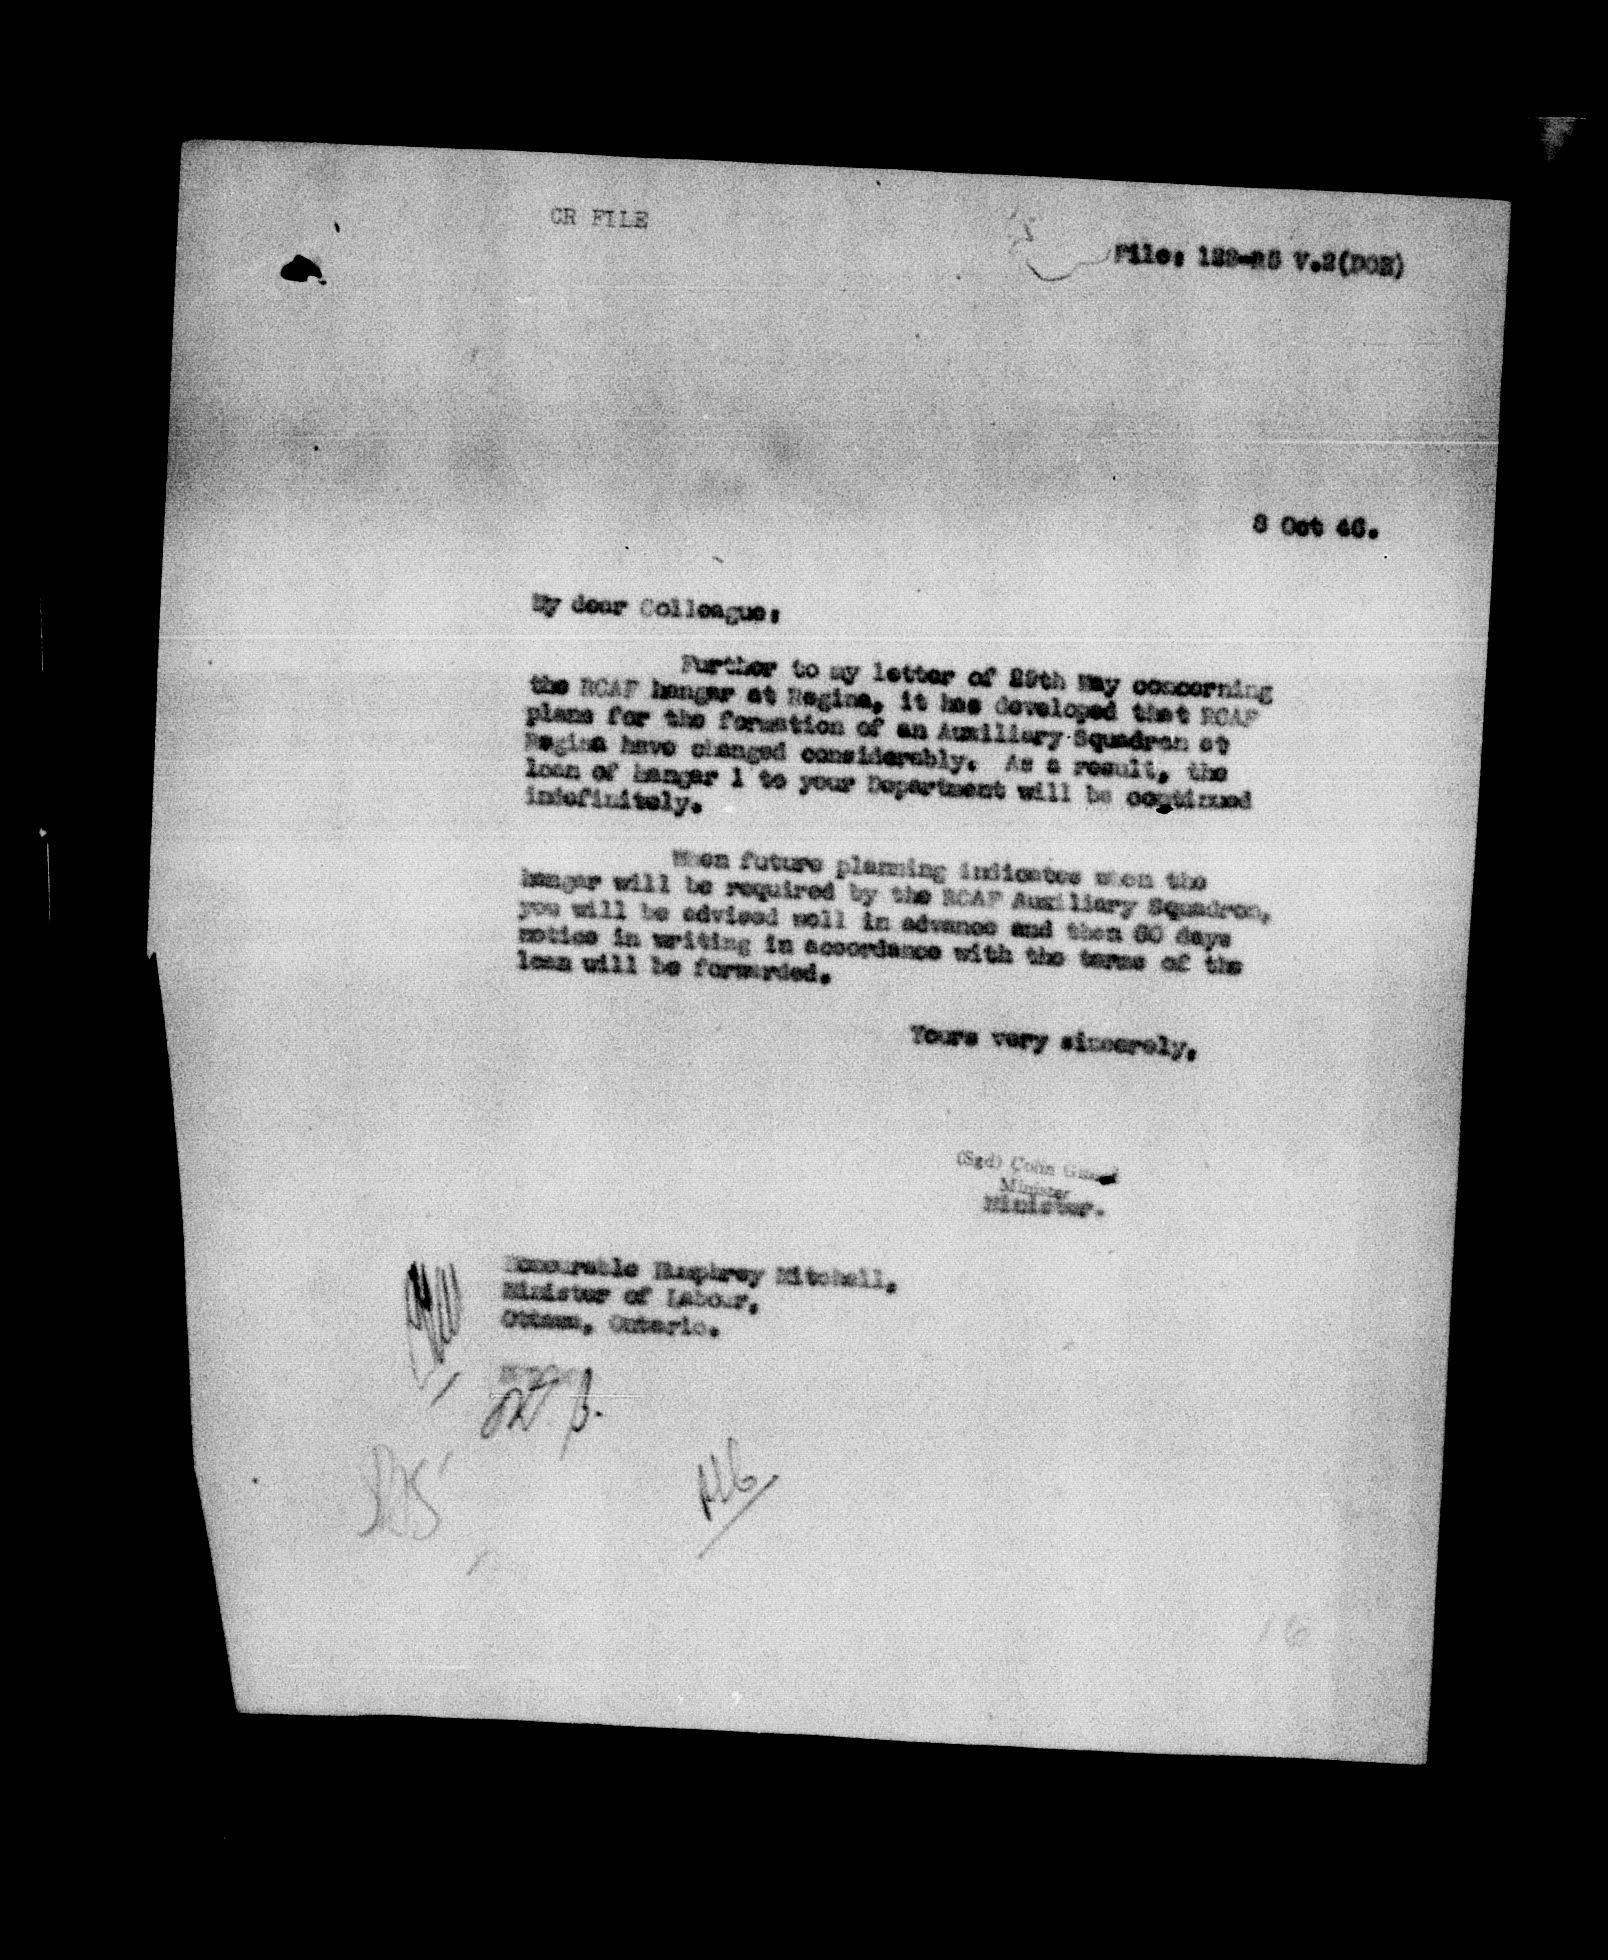 CR FILE
File: V.2(DOE)
8 Oct 46.
My dear Colleague:
Further to my letter of 29th May concerning
the RCAF hangar at Regina, it has developed that RCAF
plans for the formation of an Auxiliary Squadron at
Regina have changed considerably. As a result, the
loan of hangar 1 to your Department will be continued
indefinitely.
When future planning indicates when the
hangar will be required by the RCAF Auxiliary Squadron,
you will be advised well in advance and then 60 days
notice in writing in accordance with the terms of the
loan will be forwarded.
Yours very sincerely,
(Sgd) Colin
Minister
Minister.
Honourable Humphrey Mitchell,
Minister of Labour,
Ottawa, Ontario.
16